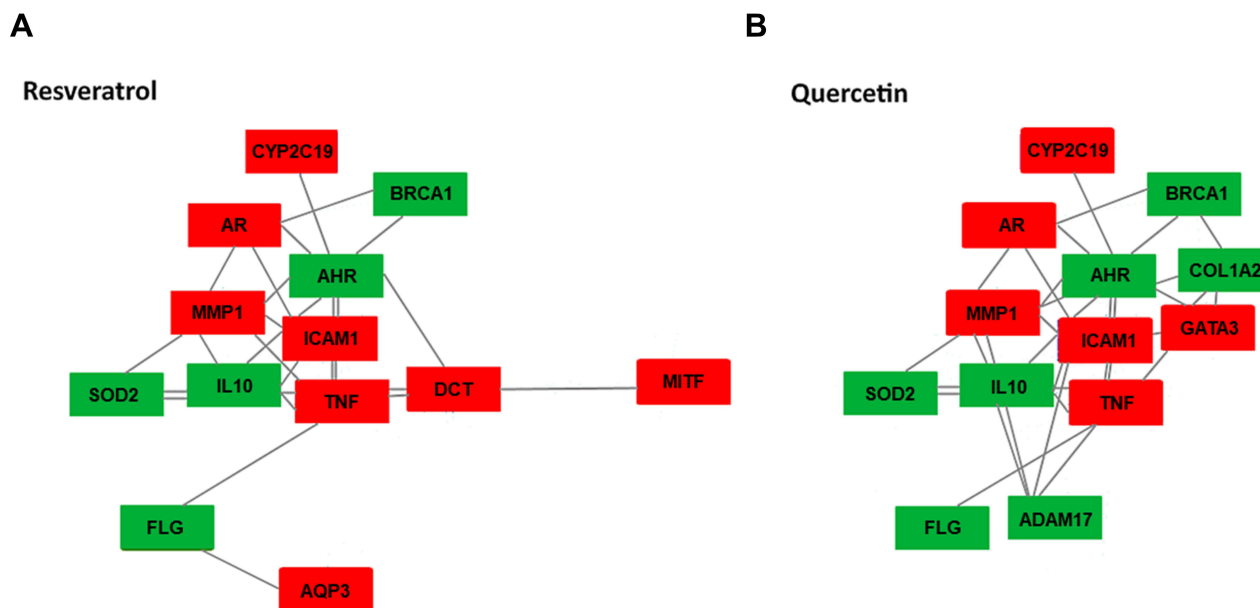 A
Resveratrol
CYP2C19
BRCA1
AR
AHR
MMP1
ICAM1
MITF
SOD2
IL10
TNF
DCT
FLG
AQP3
B
Quercetin
CYP2C19
BRCA1
AR
AHR
COL1A2
MMP1
GATA3
ICAM1
SOD2
IL10
TNF
FLG
ADAM17